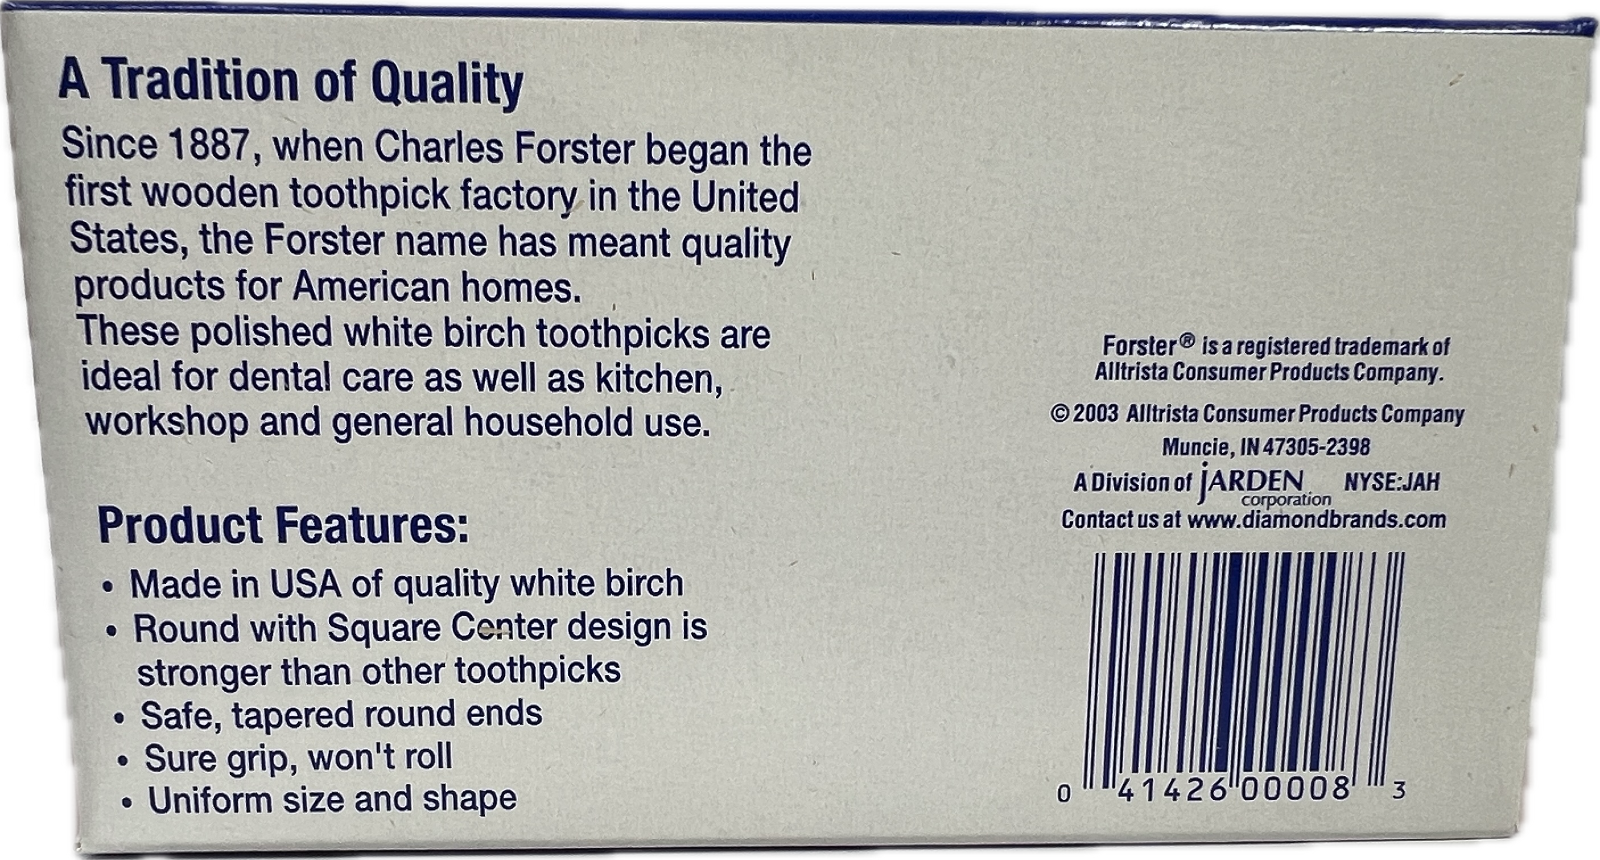 A Tradition of Quality
Since 1887, when Charles Forster began the
first wooden toothpick factory in the United
States, the Forster name has meant quality
products for American homes.
These polished white birch toothpicks are
ideal for dental care as well as kitchen,
workshop and general household use.
Product Features:
• Made in USA of quality white birch
• Round with Square Center design is
stronger than other toothpicks
• Safe, tapered round ends
• Sure grip, won't roll
• Uniform size and shape
Forster® is a registered trademark of
Alltrista Consumer Products Company.
© 2003 Alltrista Consumer Products Company
Muncie, IN 47305-2398
A Division of jARDEN corporation NYSE:JAH
Contact us at www.diamondbrands.com
0 41426 00008 3